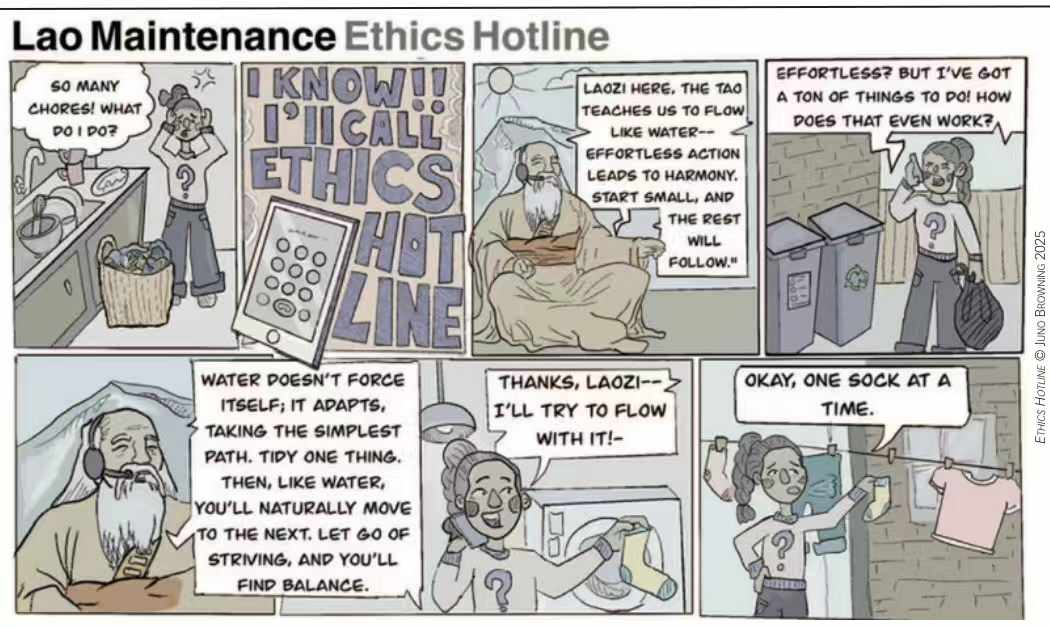 Lao Maintenance Ethics Hotline
SO MANY
CHORES! WHAT
DO I DO?
?
I KNOW!!
I'll CALL
ETHICS
HOT
LINE
LAOZI HERE, THE TAO
TEACHES US TO FLOW
LIKE WATER--
EFFORTLESS ACTION
LEADS TO HARMONY.
START SMALL, AND
THE REST
WILL
FOLLOW."
EFFORTLESS? BUT I'VE GOT
A TON OF THINGS TO DO! HOW
DOES THAT EVEN WORK?
?
WATER DOESN'T FORCE
ITSELF; IT ADAPTS,
TAKING THE SIMPLEST
PATH. TIDY ONE THING.
THEN, LIKE WATER,
YOU'LL NATURALLY MOVE
TO THE NEXT. LET GO OF
STRIVING, AND YOU'LL
FIND BALANCE.
THANKS, LAOZI--
I'LL TRY TO FLOW
WITH IT!-
?
OKAY, ONE SOCK AT A
TIME.
?
ETHICS HOTLINE © JUNO BROWNING 2025